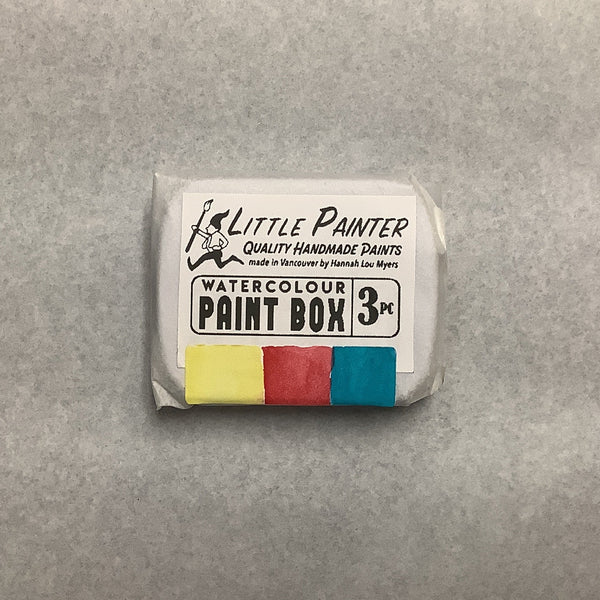 LITTLE PAINTER
QUALITY HANDMADE PAINTS
made in Vancouver by Hannah Lou Myers
WATERCOLOUR
PAINT BOX
3PC